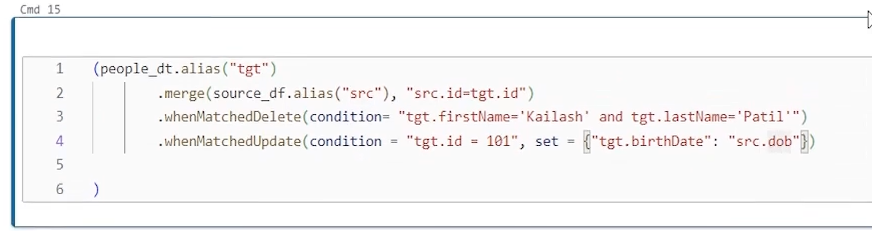 Cmd 15
1 (people_dt.alias("tgt")
2 .merge(source_df.alias("src"), "src.id=tgt.id")
3 .whenMatchedDelete(condition= "tgt.firstName='Kailash' and tgt.lastName='Patil'")
4 .whenMatchedUpdate(condition = "tgt.id = 101", set = {"tgt.birthDate": "src.dob"})
5
6 )